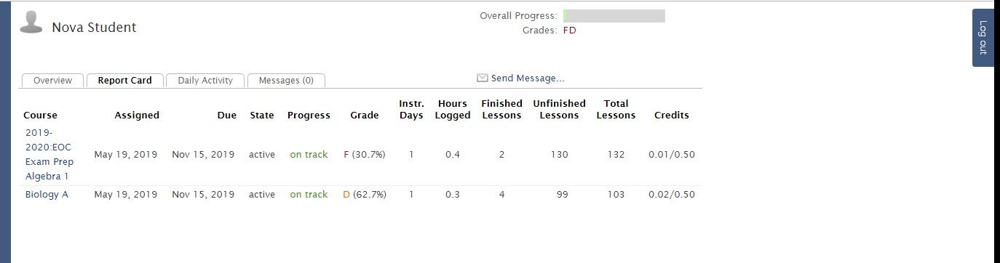 Nova Student
Overall Progress:
Grades: FD
Log out
Overview Report Card Daily Activity Messages (0) Send Message...
Course Assigned Due State Progress Grade Instr. Days Hours Logged Finished Lessons Unfinished Lessons Total Lessons Credits
2019-
2020:EOC
Exam Prep
Algebra 1
May 19, 2019 Nov 15, 2019 active on track F (30.7%) 1 0.4 2 130 132 0.01/0.50
Biology A May 19, 2019 Nov 15, 2019 active on track D (62.7%) 1 0.3 4 99 103 0.02/0.50